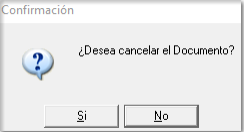 Confirmación
¿Desea cancelar el Documento?
Si
No